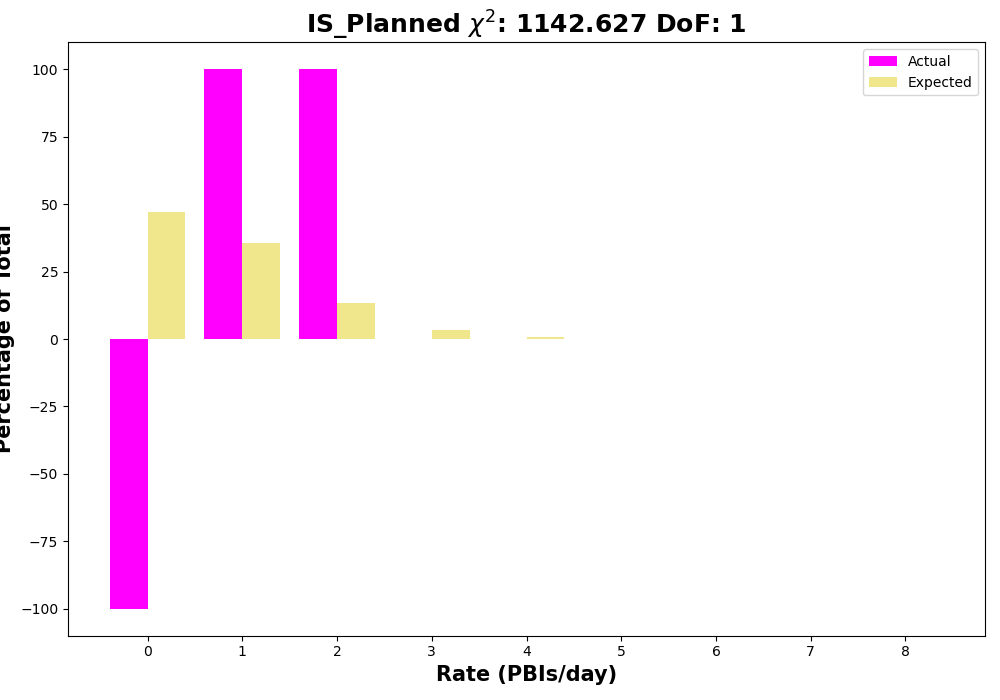 IS_Planned χ²: 1142.627 DoF: 1
Actual
Expected
100
75
50
25
0
−25
−50
−75
−100
Percentage of Total
0 1 2 3 4 5 6 7 8
Rate (PBIs/day)